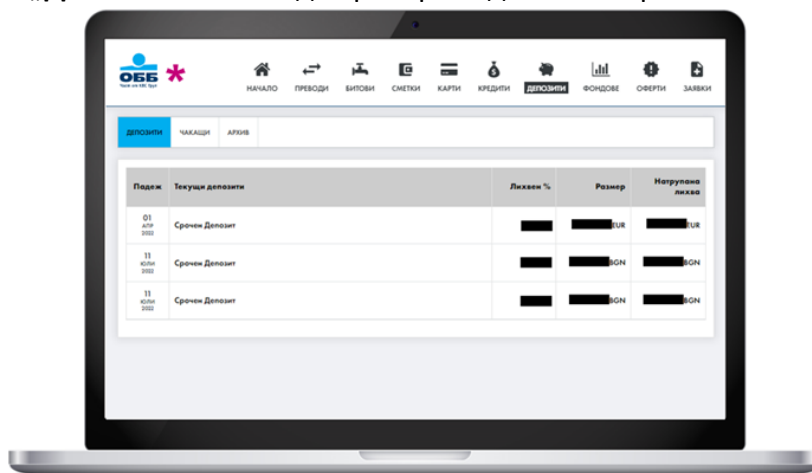 ОББ
НАЧАЛО ПРЕВОДИ БИТОВИ СМЕТКИ КАРТИ КРЕДИТИ ДЕПОЗИТИ ФОНДОВЕ ОФЕРТИ ЗАЯВКИ
ДЕПОЗИТИ ЧАКАЩИ АРХИВ
Падеж Текущи депозити Лихвен % Размер Натрупана
лихва
01
АПР
2022
Срочен Депозит EUR EUR
11
ЮЛИ
2022
Срочен Депозит BGN BGN
11
ЮЛИ
2022
Срочен Депозит BGN BGN